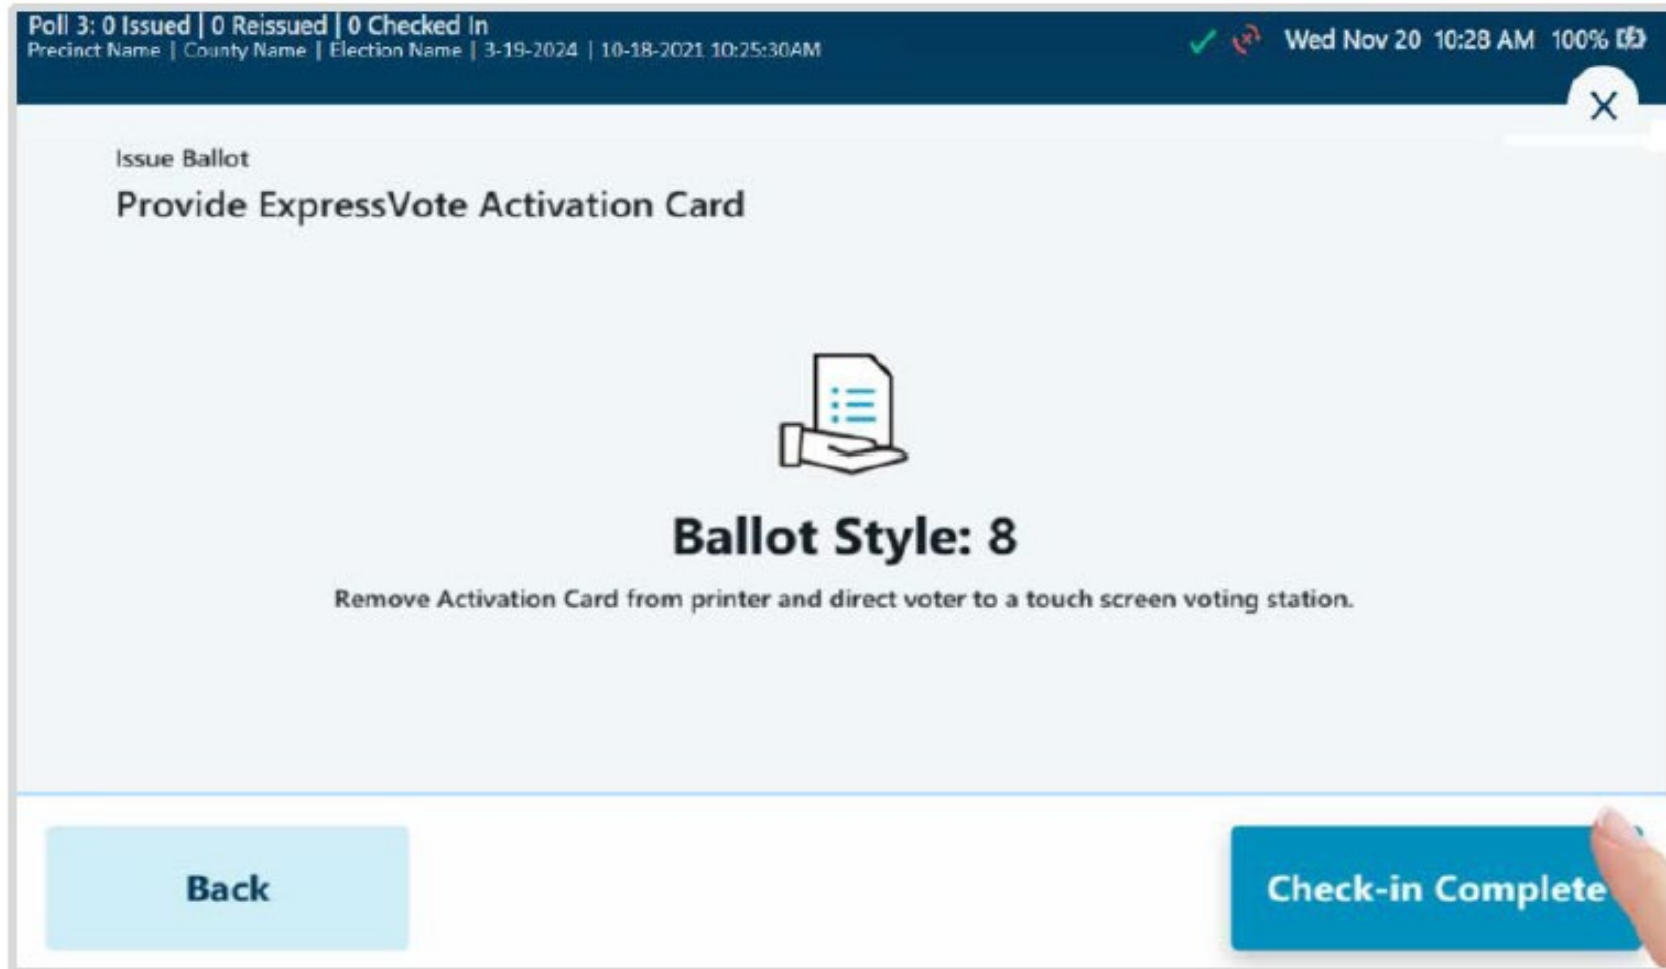 Poll 3: 0 Issued | 0 Reissued | 0 Checked In
Precinct Name | County Name | Election Name | 3-19-2024 | 10-18-2021 10:25:30AM
Wed Nov 20 10:28 AM 100%
X
Issue Ballot
Provide ExpressVote Activation Card
Ballot Style: 8
Remove Activation Card from printer and direct voter to a touch screen voting station.
Back
Check-in Complete